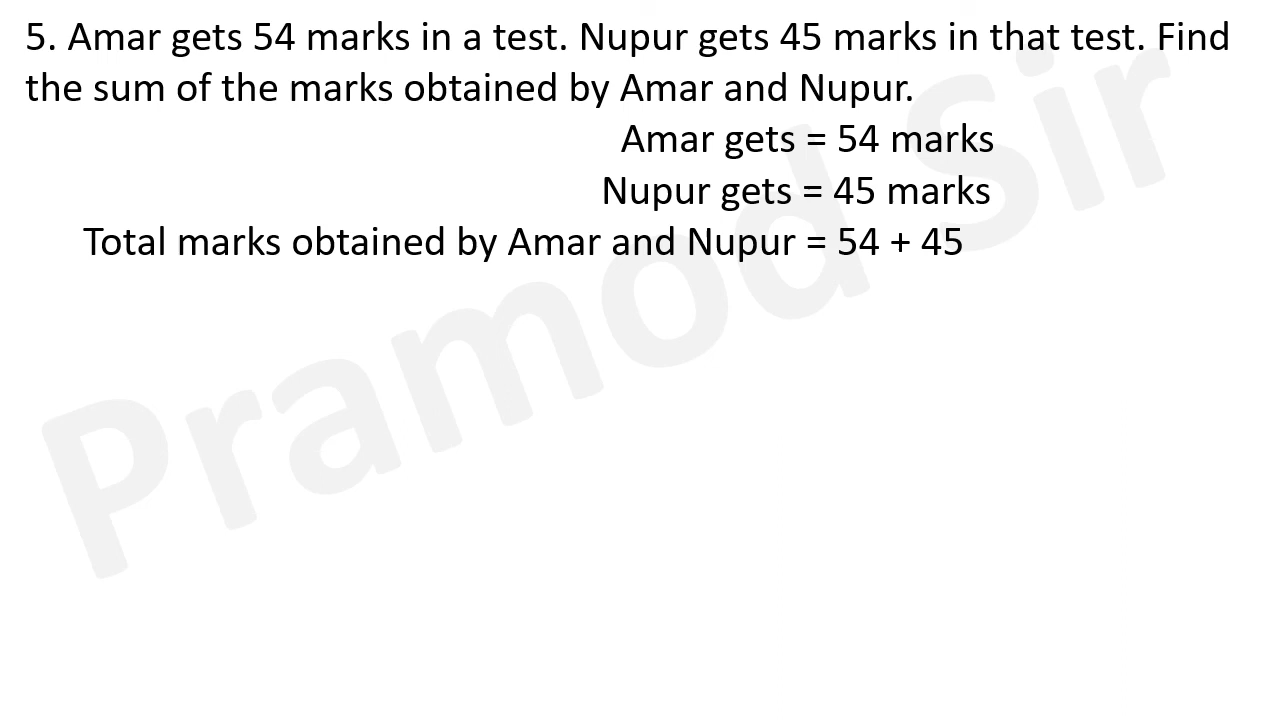 5. Amar gets 54 marks in a test. Nupur gets 45 marks in that test. Find
the sum of the marks obtained by Amar and Nupur.
Amar gets = 54 marks
Nupur gets = 45 marks
Total marks obtained by Amar and Nupur = 54 + 45
Pramod Sir